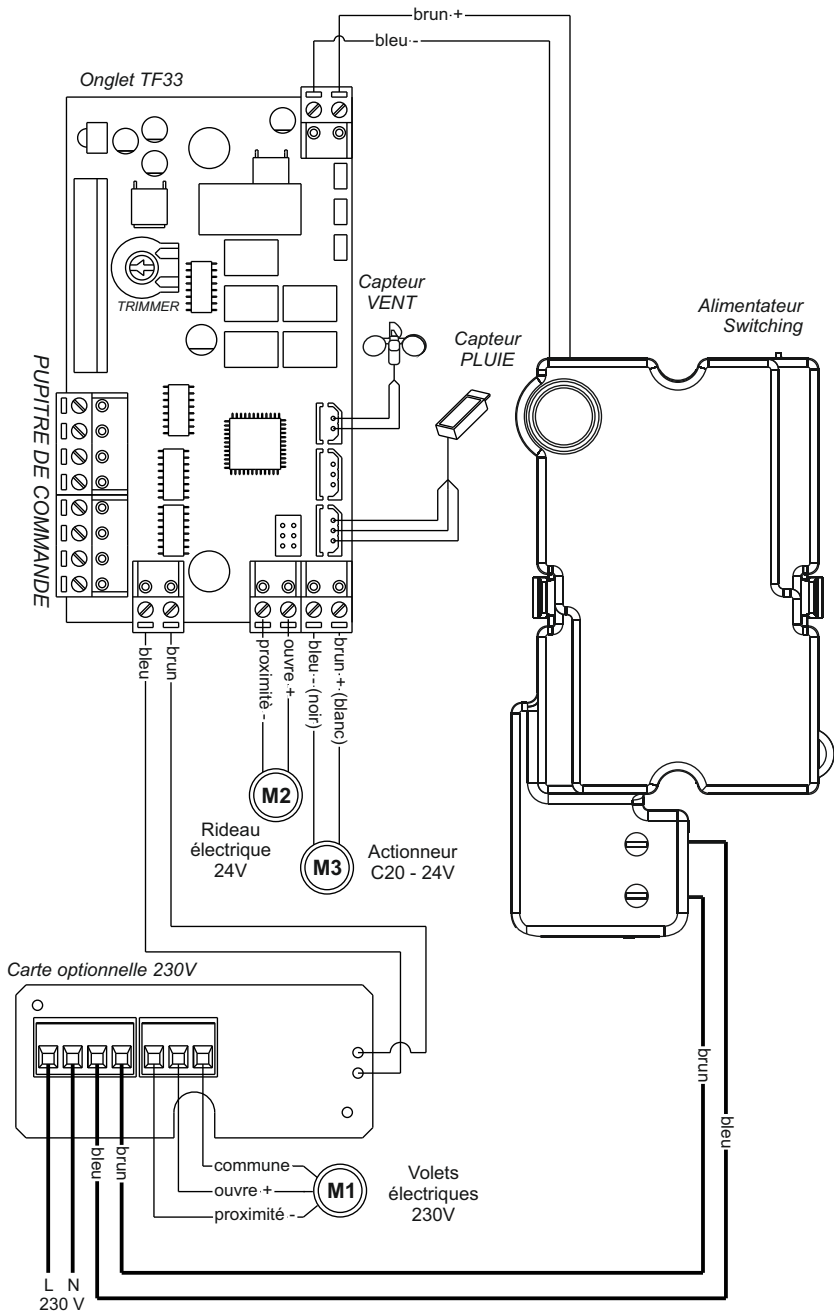 brun +
bleu -
Onglet TF33
Capteur
VENT
Capteur
PLUIE
Alimentateur
Switching
TRIMMER
PUPITRE DE COMMANDE
bleu
brun
proximité -
ouvre +
bleu - (noir)
brun + (blanc)
M2
Rideau
électrique
24V
M3
Actionneur
C20 - 24V
Carte optionnelle 230V
brun
bleu
bleu
brun
commune
ouvre +
proximité -
M1
Volets
électriques
230V
L N
230 V